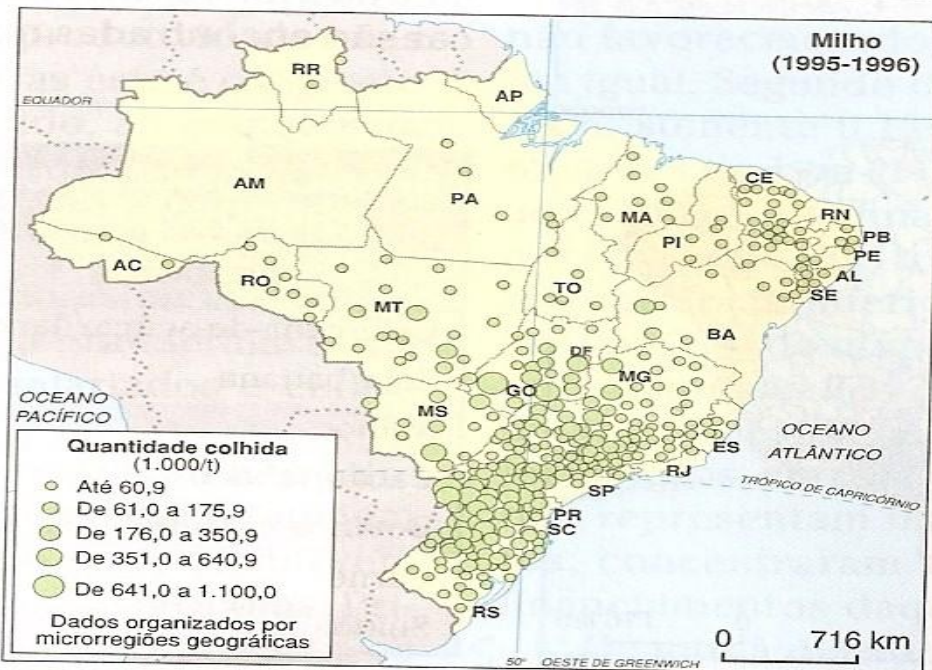 Milho
(1995-1996)
RR
AP
EQUADOR
AM
PA
MA
CE
RN
PB
PE
AL
SE
PI
AC
RO
MT
TO
BA
DF
GO
MG
MS
ES
RJ
SP
PR
SC
RS
OCEANO
PACÍFICO
OCEANO
ATLÂNTICO
TRÓPICO DE CAPRICÓRNIO
Quantidade colhida
(1.000/t)
Até 60,9
De 61,0 a 175,9
De 176,0 a 350,9
De 351,0 a 640,9
De 641,0 a 1.100,0
Dados organizados por
microrregiões geográficas
0 716 km
50° OESTE DE GREENWICH